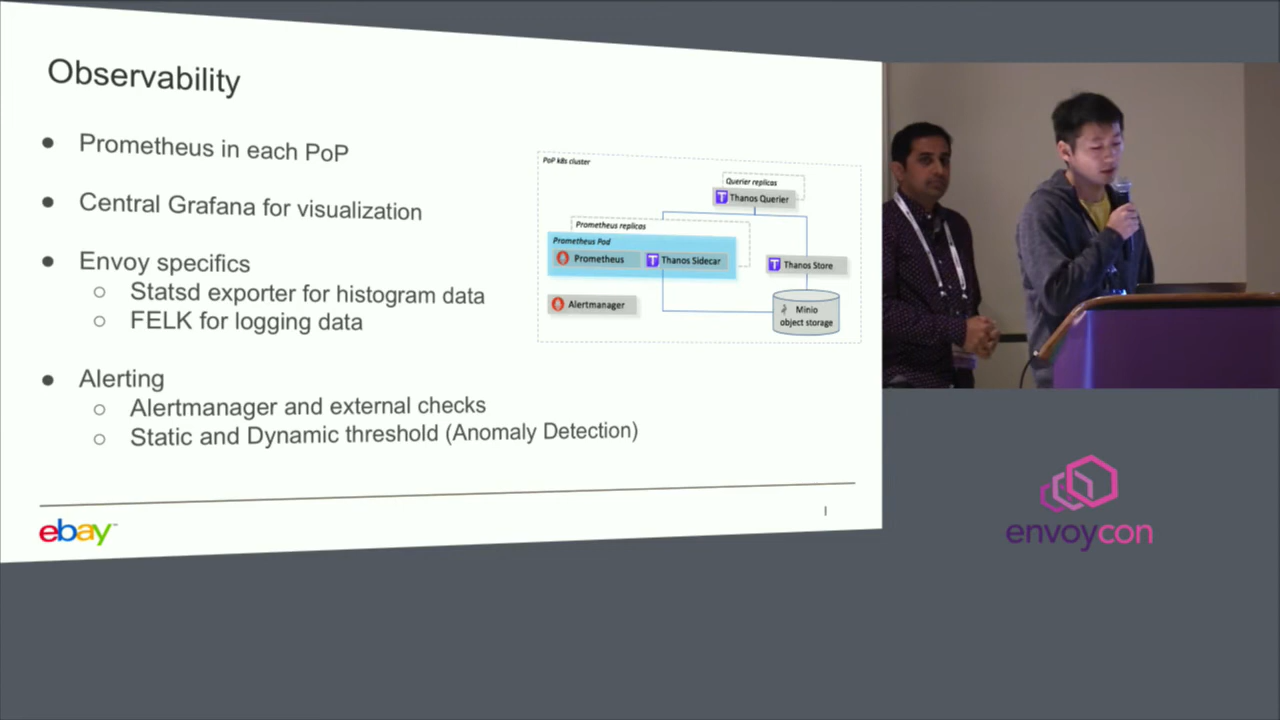 Observability
● Prometheus in each PoP
● Central Grafana for visualization
● Envoy specifics
○ Statsd exporter for histogram data
○ FELK for logging data
● Alerting
○ Alertmanager and external checks
○ Static and Dynamic threshold (Anomaly Detection)
PoP k8s cluster
Querier replicas
Thanos Querier
Prometheus replicas
Prometheus Pod
Prometheus
Thanos Sidecar
Thanos Store
Alertmanager
Minio
object storage
ebay™
envoycon